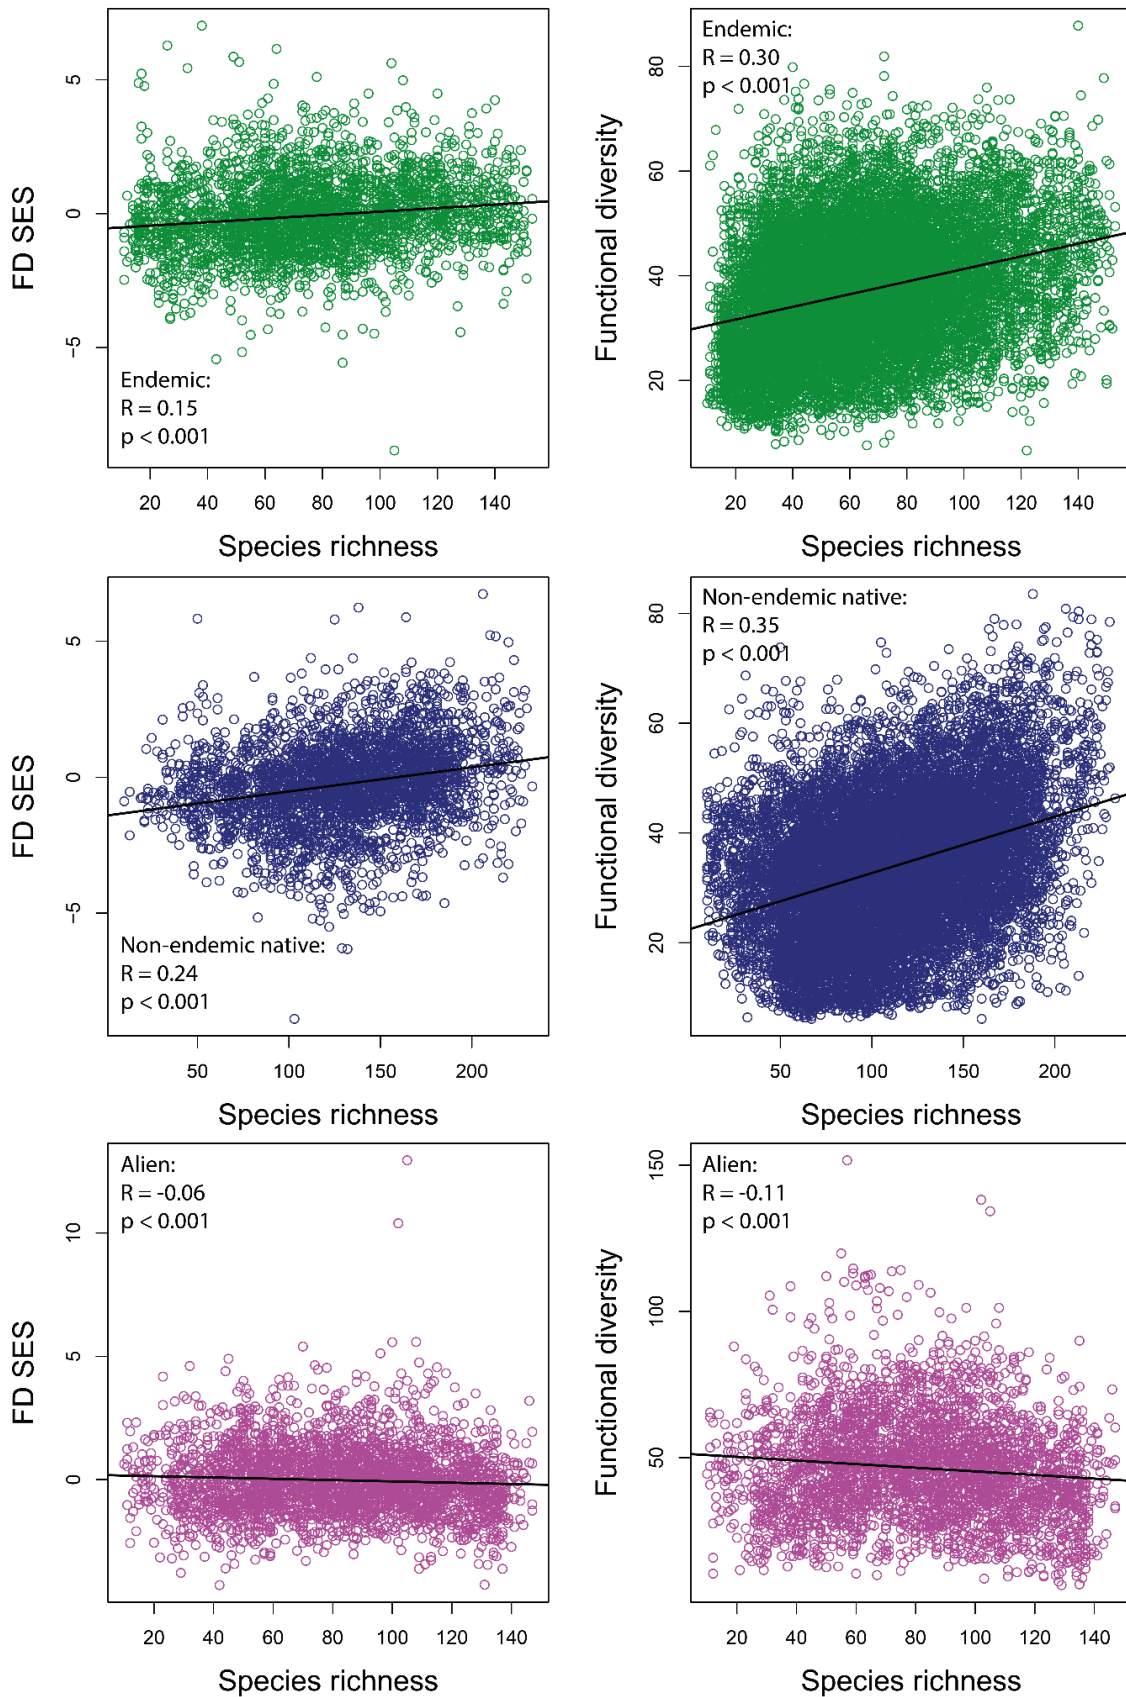 FD SES
5
0
−5
Endemic:
R = 0.15
p < 0.001
20 40 60 80 100 120 140
Species richness
Functional diversity
80
60
40
20
Endemic:
R = 0.30
p < 0.001
20 40 60 80 100 120 140
Species richness
FD SES
5
0
−5
Non-endemic native:
R = 0.24
p < 0.001
50 100 150 200
Species richness
Functional diversity
80
60
40
20
Non-endemic native:
R = 0.35
p < 0.001
50 100 150 200
Species richness
FD SES
10
5
0
Alien:
R = -0.06
p < 0.001
20 40 60 80 100 120 140
Species richness
Functional diversity
150
100
50
Alien:
R = -0.11
p < 0.001
20 40 60 80 100 120 140
Species richness